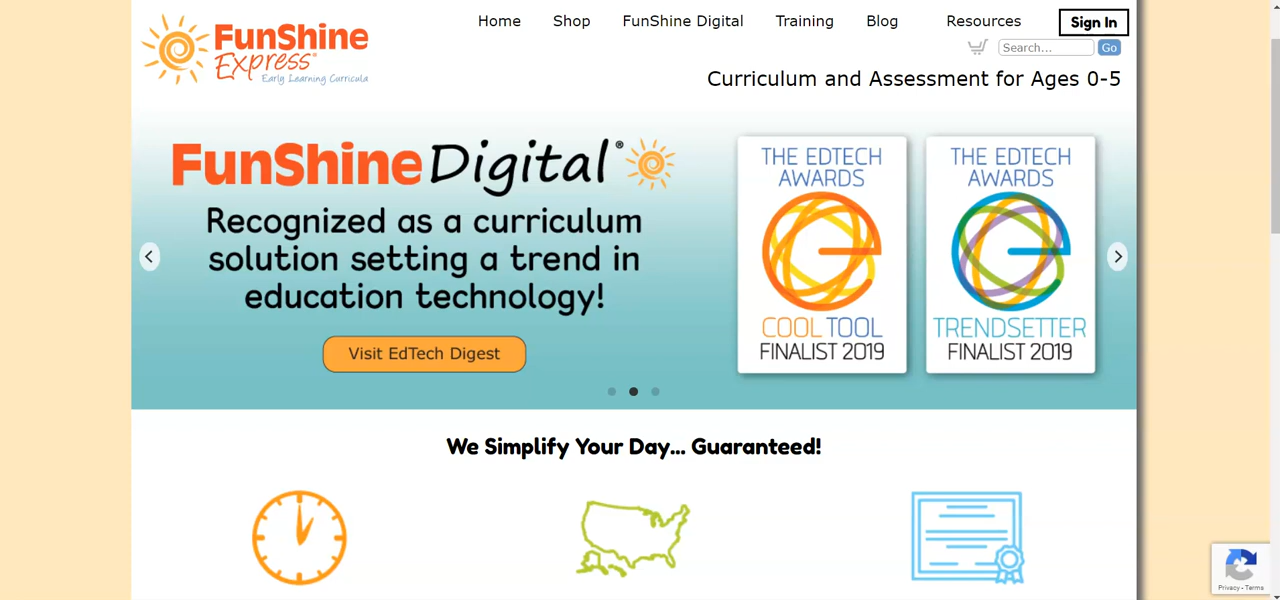 FunShine
Express®
Early Learning Curricula
Home Shop FunShine Digital Training Blog Resources Sign In
Search... Go
Curriculum and Assessment for Ages 0-5
FunShine Digital®
Recognized as a curriculum
solution setting a trend in
education technology!
Visit EdTech Digest
THE EDTECH
AWARDS
COOL TOOL
FINALIST 2019
THE EDTECH
AWARDS
TRENDSETTER
FINALIST 2019
We Simplify Your Day... Guaranteed!
Privacy - Terms